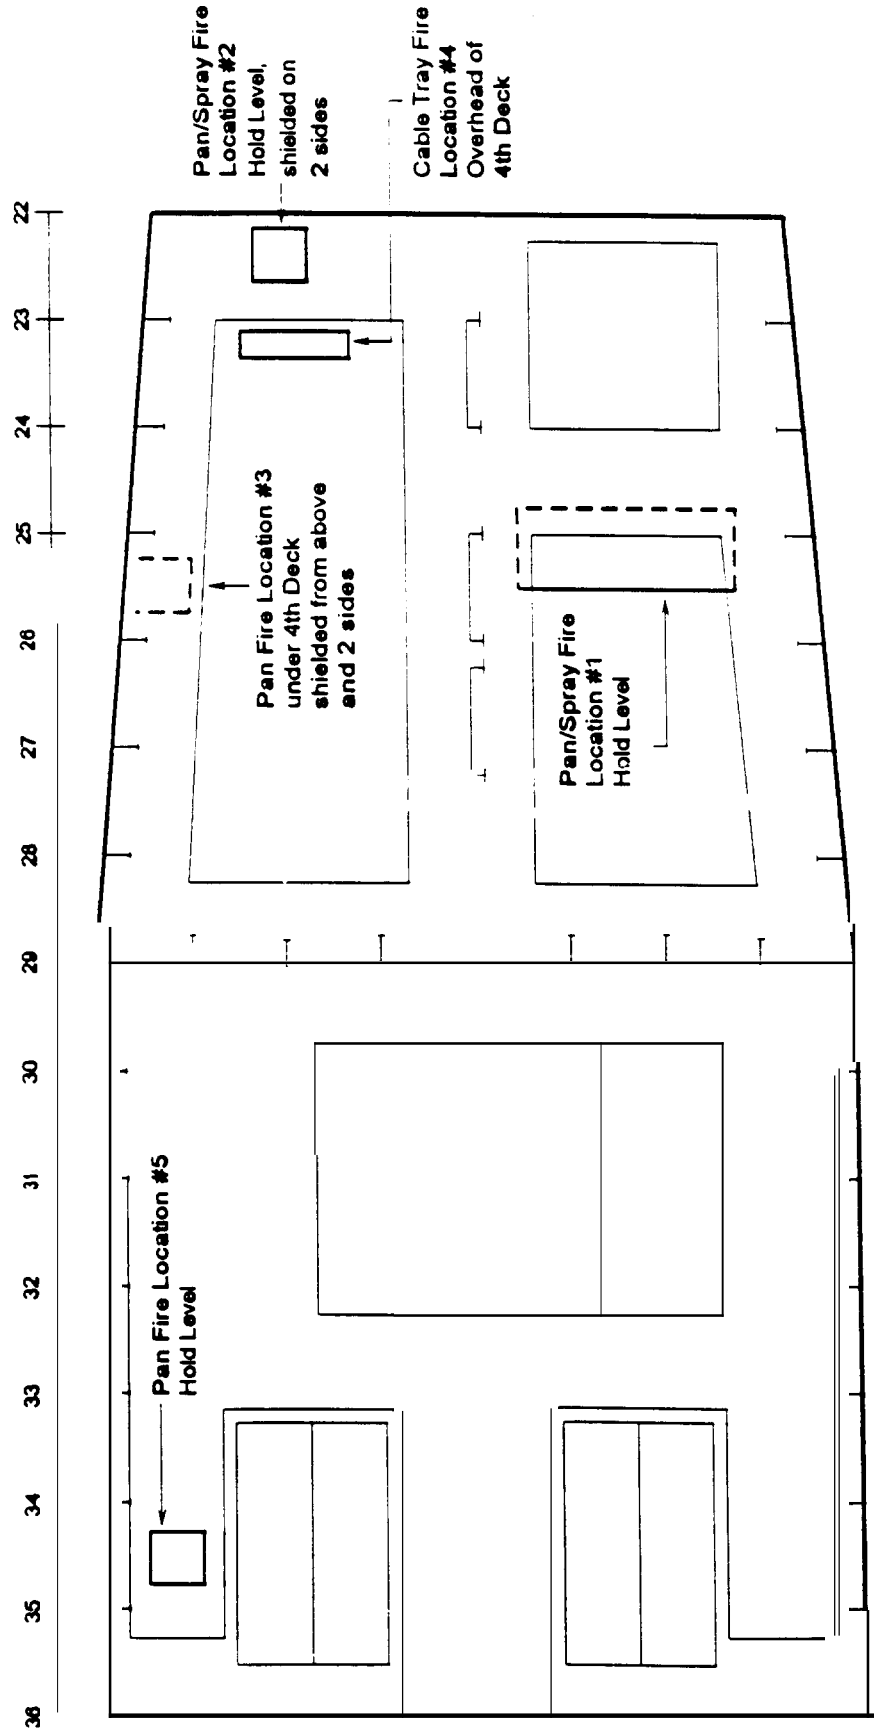 36
35
34
33
32
31
30
29
28
27
26
25
24
23
22
Pan/Spray Fire
Location #2
Hold Level,
shielded on
2 sides
Cable Tray Fire
Location #4
Overhead of
4th Deck
Pan Fire Location #3
under 4th Deck
shielded from above
and 2 sides
Pan/Spray Fire
Location #1
Hold Level
Pan Fire Location #5
Hold Level